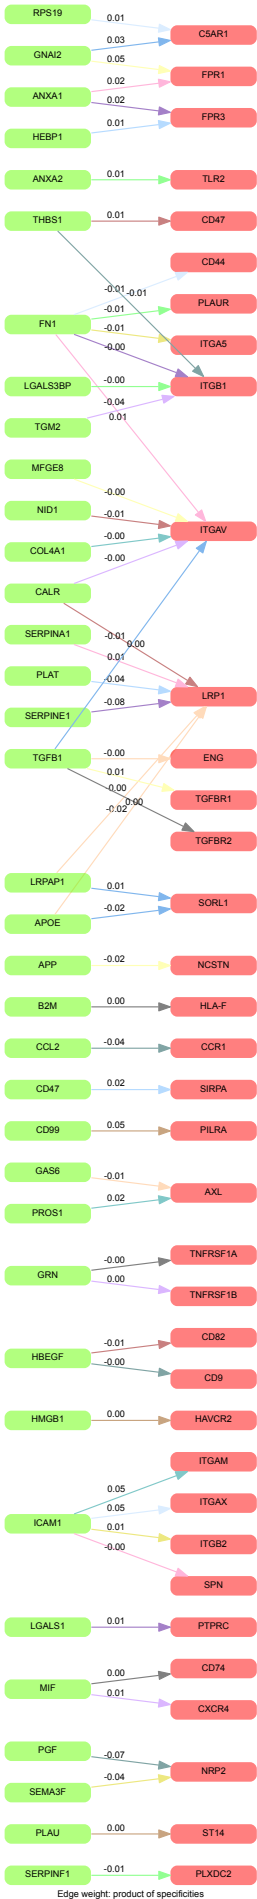 RPS19
0.01
C5AR1
GNAI2
0.03
0.05
FPR1
ANXA1
0.02
0.02
FPR3
HEBP1
0.01
ANXA2
0.01
TLR2
THBS1
0.01
CD47
CD44
-0.01
-0.01
PLAUR
FN1
-0.01
-0.01
ITGA5
-0.00
LGALS3BP
-0.00
ITGB1
-0.04
0.01
TGM2
MFGE8
-0.00
NID1
-0.01
ITGAV
COL4A1
-0.00
-0.00
CALR
SERPINA1
-0.01
0.00
0.01
PLAT
-0.04
LRP1
SERPINE1
-0.08
TGFB1
-0.00
ENG
0.01
0.00
TGFBR1
0.00
-0.02
TGFBR2
LRPAP1
0.01
SORL1
APOE
-0.02
APP
-0.02
NCSTN
B2M
0.00
HLA-F
CCL2
-0.04
CCR1
CD47
0.02
SIRPA
CD99
0.05
PILRA
GAS6
-0.01
AXL
PROS1
0.02
TNFRSF1A
GRN
-0.00
0.00
TNFRSF1B
CD82
HBEGF
-0.01
-0.00
CD9
HMGB1
0.00
HAVCR2
ITGAM
0.05
ITGAX
0.05
ICAM1
0.01
ITGB2
-0.00
SPN
LGALS1
0.01
PTPRC
CD74
MIF
0.00
0.01
CXCR4
PGF
-0.07
NRP2
SEMA3F
-0.04
PLAU
0.00
ST14
SERPINF1
-0.01
PLXDC2
Edge weight: product of specificities